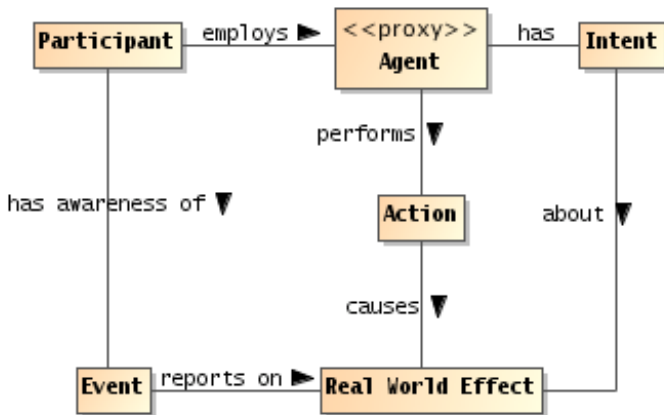 Participant
employs
<<proxy>>
Agent
has
Intent
performs
has awareness of
Action
about
causes
Event
reports on
Real World Effect